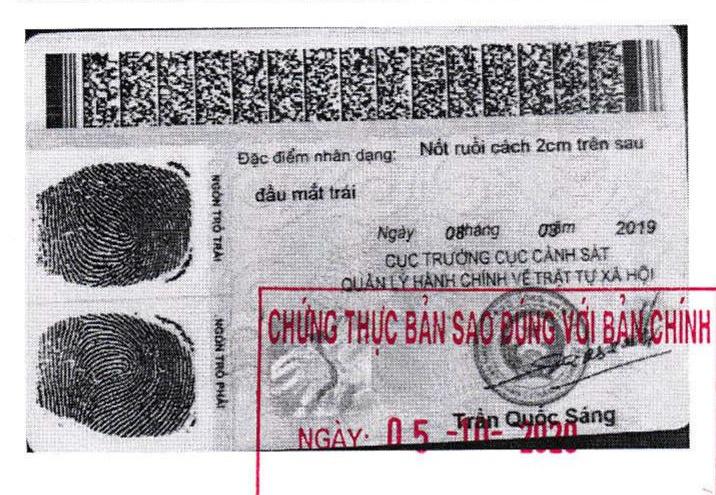 Đặc điểm nhân dạng: Nốt ruồi cách 2cm trên sau
đầu mắt trái
NGÓN TRỎ TRÁI
Ngày 08 tháng 03 năm 2019
CỤC TRƯỞNG CỤC CẢNH SÁT
QUẢN LÝ HÀNH CHÍNH VỀ TRẬT TỰ XÃ HỘI
CHỨNG THỰC BẢN SAO ĐÚNG VỚI BẢN CHÍNH
NGÓN TRỎ PHẢI
Trần Quốc Sáng
NGÀY: 05 -10- 2020